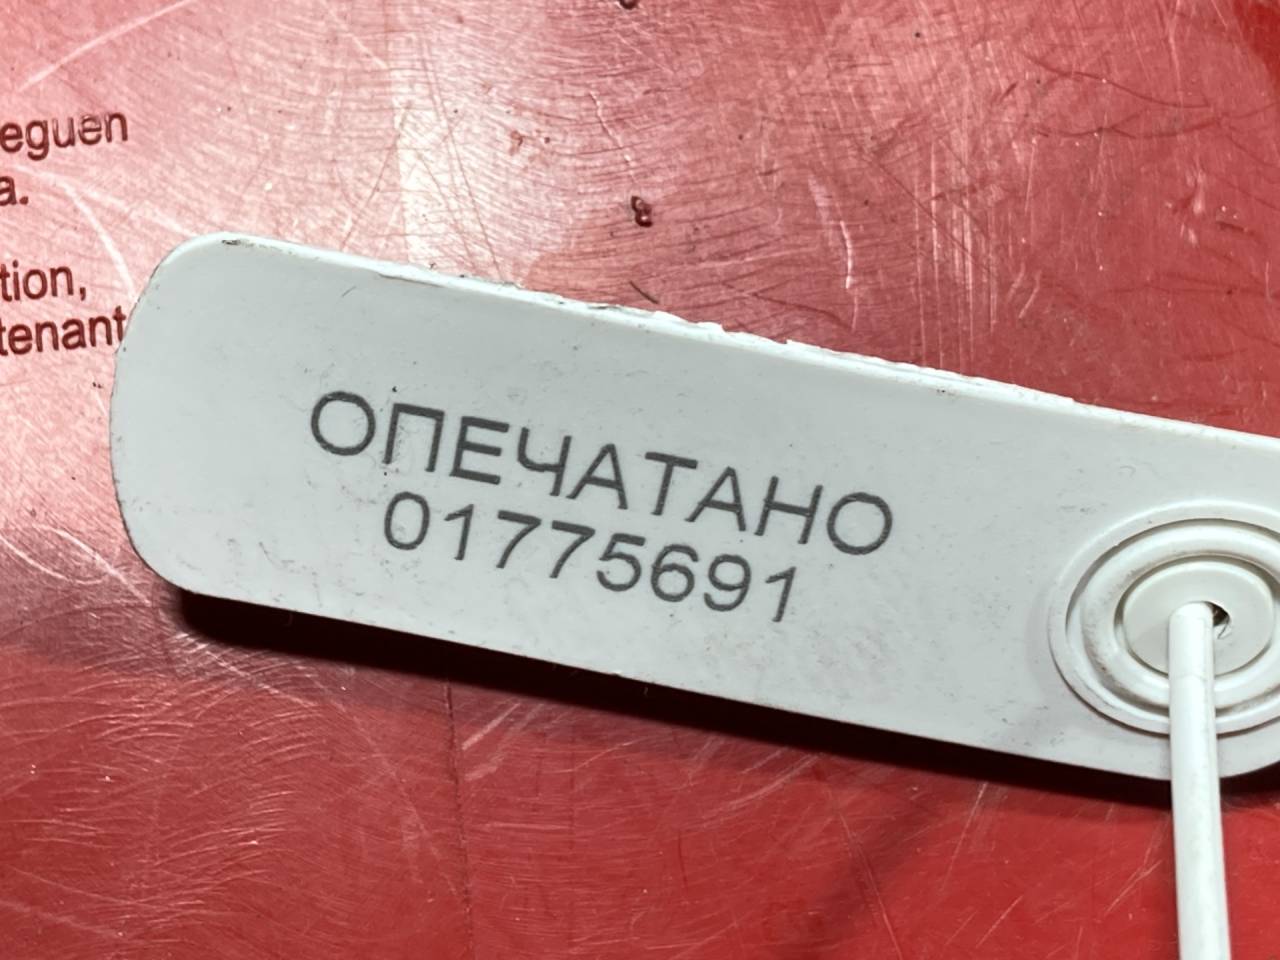 eguen
a.
tion,
tenant
ОПЕЧАТАНО
01775691